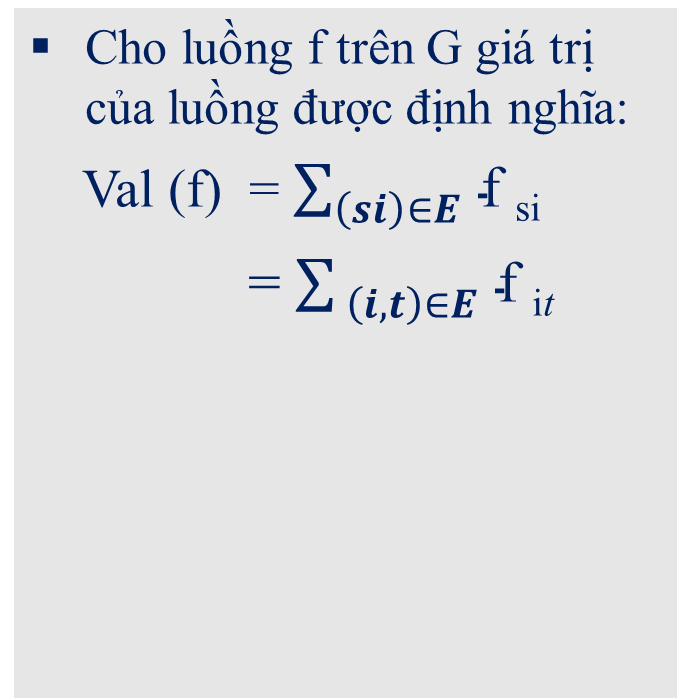 ▪ Cho luồng f trên G giá trị
của luồng được định nghĩa:
Val (f) = ∑(si)∈E f si
= ∑ (i,t)∈E f it